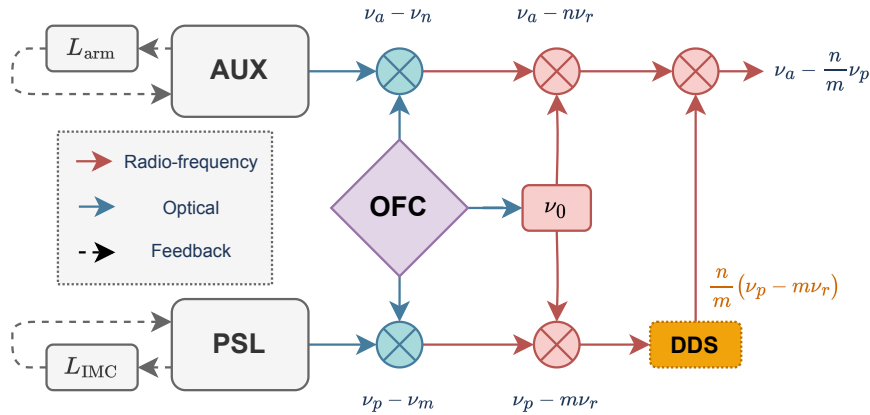 ν_a − ν_n
ν_a − nν_r
L_arm
AUX
ν_a − n/m ν_p
Radio-frequency
Optical
Feedback
OFC
ν_0
n/m (ν_p − mν_r)
PSL
L_IMC
DDS
ν_p − ν_m
ν_p − mν_r